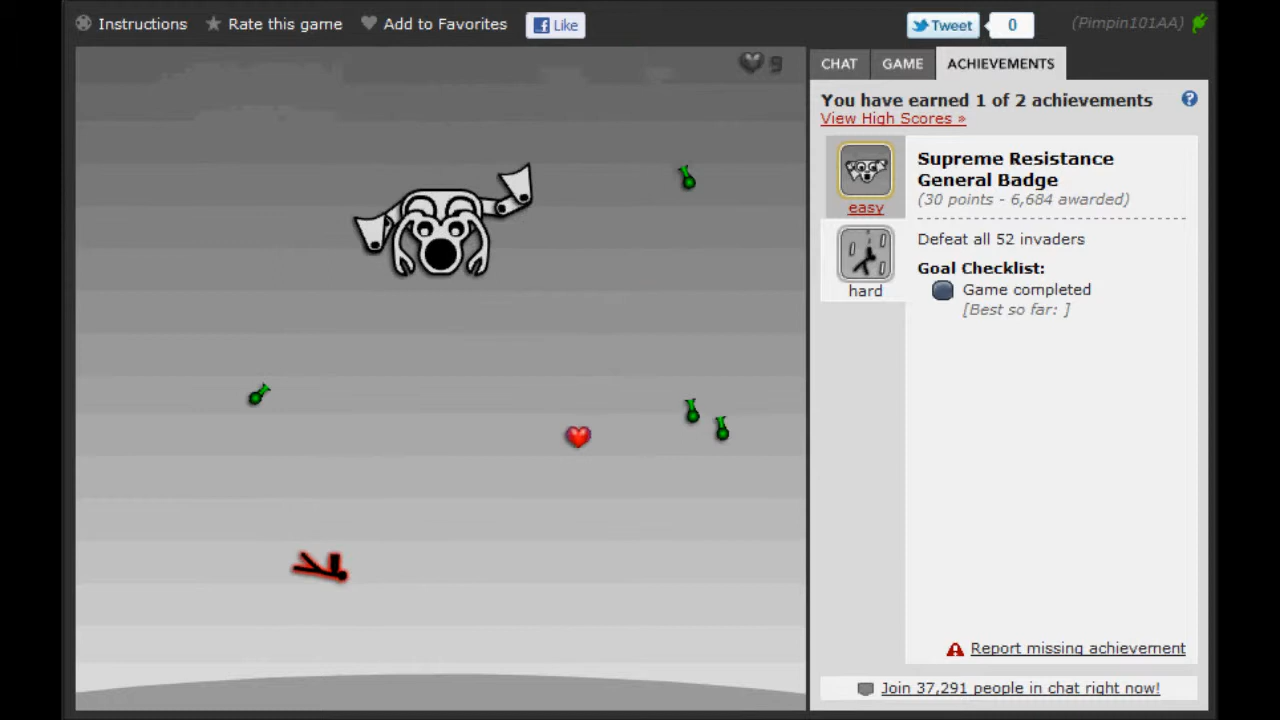 Instructions
Rate this game
Add to Favorites
Like
Tweet
0
(Pimpin101AA)
9
CHAT
GAME
ACHIEVEMENTS
You have earned 1 of 2 achievements
View High Scores »
easy
hard
Supreme Resistance
General Badge
(30 points - 6,684 awarded)
Defeat all 52 invaders
Goal Checklist:
Game completed
[Best so far: ]
Report missing achievement
Join 37,291 people in chat right now!